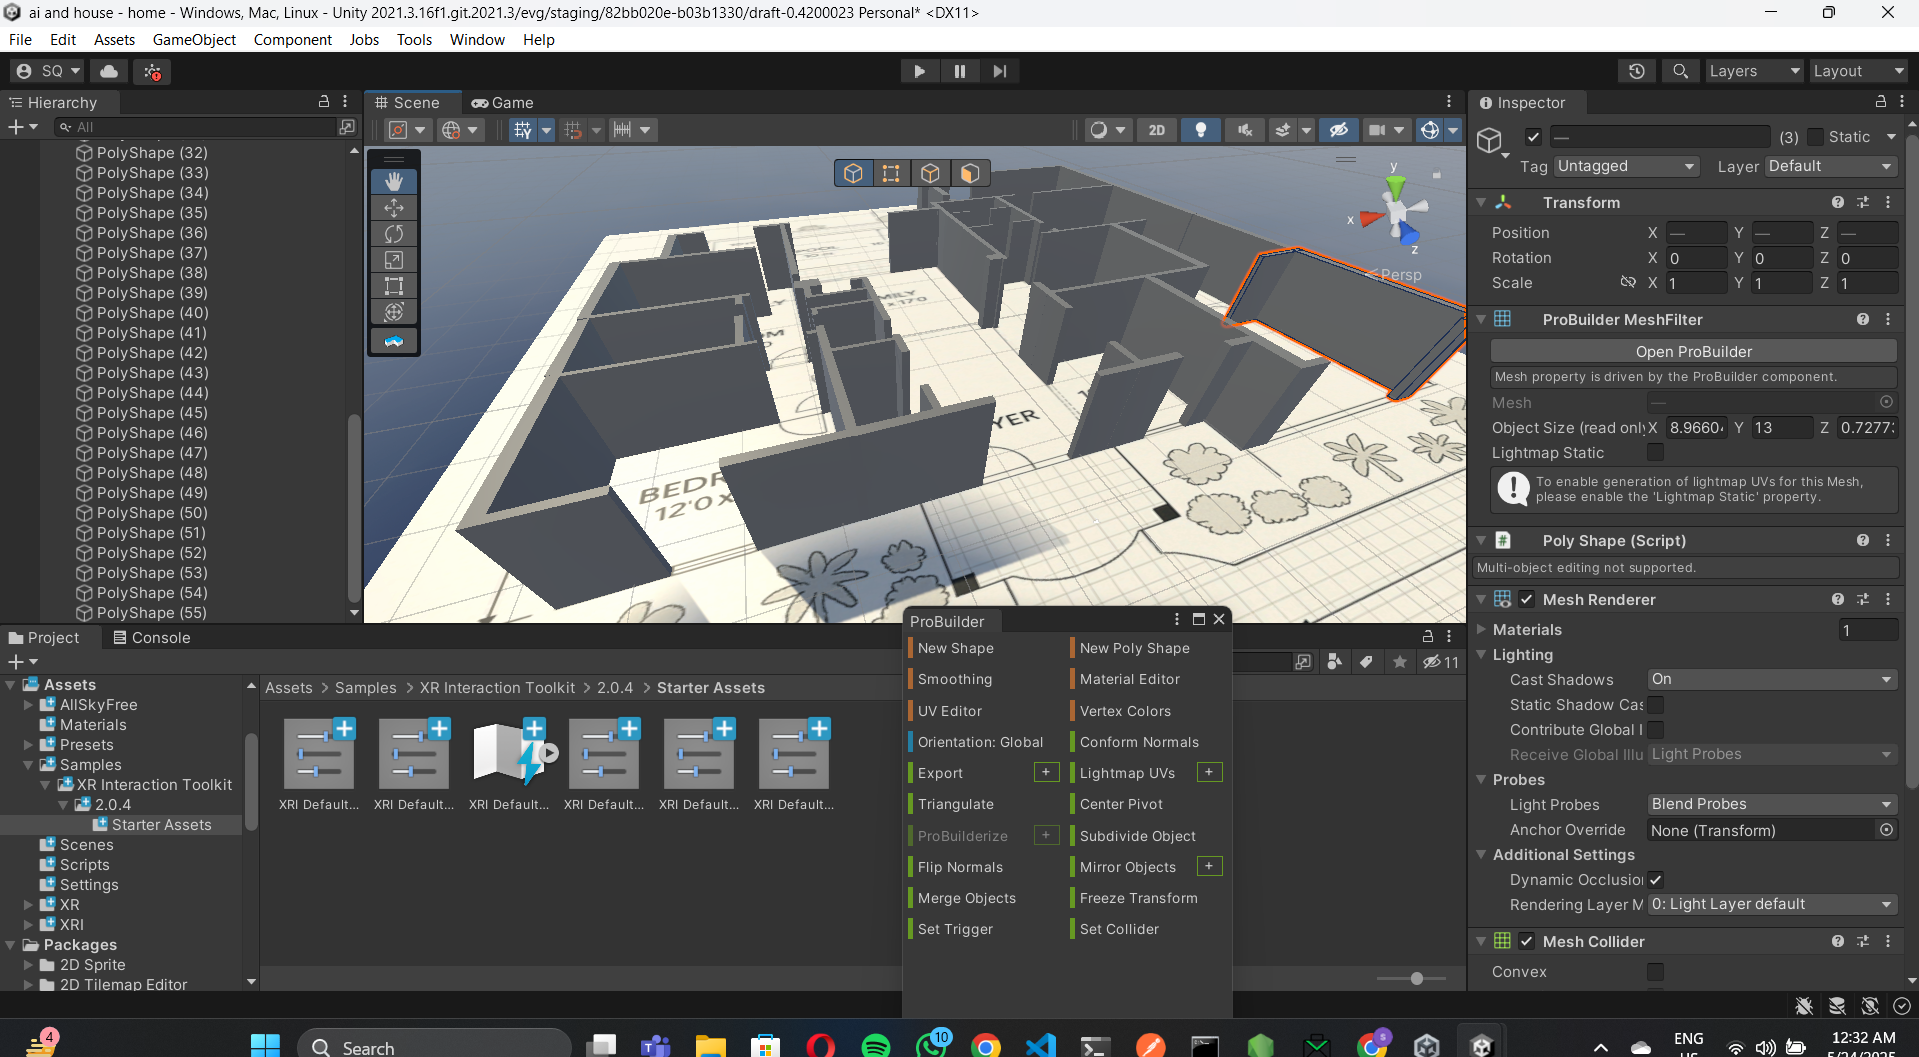 ai and house - home - Windows, Mac, Linux - Unity 2021.3.16f1.git.2021.3/evg/staging/82bb020e-b03b1330/draft-0.4200023 Personal* <DX11>
File Edit Assets GameObject Component Jobs Tools Window Help
SQ
Layers Layout
Hierarchy
All
PolyShape (32)
PolyShape (33)
PolyShape (34)
PolyShape (35)
PolyShape (36)
PolyShape (37)
PolyShape (38)
PolyShape (39)
PolyShape (40)
PolyShape (41)
PolyShape (42)
PolyShape (43)
PolyShape (44)
PolyShape (45)
PolyShape (46)
PolyShape (47)
PolyShape (48)
PolyShape (49)
PolyShape (50)
PolyShape (51)
PolyShape (52)
PolyShape (53)
PolyShape (54)
PolyShape (55)
Scene Game
2D
y
x
z
Persp
BEDR
12'0 x
Inspector
— (3) Static
Tag Untagged Layer Default
Transform
Position X — Y — Z —
Rotation X 0 Y 0 Z 0
Scale X 1 Y 1 Z 1
ProBuilder MeshFilter
Open ProBuilder
Mesh property is driven by the ProBuilder component.
Mesh —
Object Size (read only X 8.9660 Y 13 Z 0.7277
Lightmap Static
To enable generation of lightmap UVs for this Mesh,
please enable the 'Lightmap Static' property.
Poly Shape (Script)
Multi-object editing not supported.
Mesh Renderer
Materials 1
Lighting
Cast Shadows On
Static Shadow Cas
Contribute Global I
Receive Global Illu Light Probes
Probes
Light Probes Blend Probes
Anchor Override None (Transform)
Additional Settings
Dynamic Occlusio
Rendering Layer M 0: Light Layer default
Mesh Collider
Convex
Project Console
11
Assets
AllSkyFree
Materials
Presets
Samples
XR Interaction Toolkit
2.0.4
Starter Assets
Scenes
Scripts
Settings
XR
XRI
Packages
2D Sprite
2D Tilemap Editor
Assets > Samples > XR Interaction Toolkit > 2.0.4 > Starter Assets
XRI Default... XRI Default... XRI Default... XRI Default... XRI Default... XRI Default...
ProBuilder
New Shape New Poly Shape
Smoothing Material Editor
UV Editor Vertex Colors
Orientation: Global Conform Normals
Export + Lightmap UVs +
Triangulate Center Pivot
ProBuilderize + Subdivide Object
Flip Normals Mirror Objects +
Merge Objects Freeze Transform
Set Trigger Set Collider
4
Search
10
S
ENG
12:32 AM